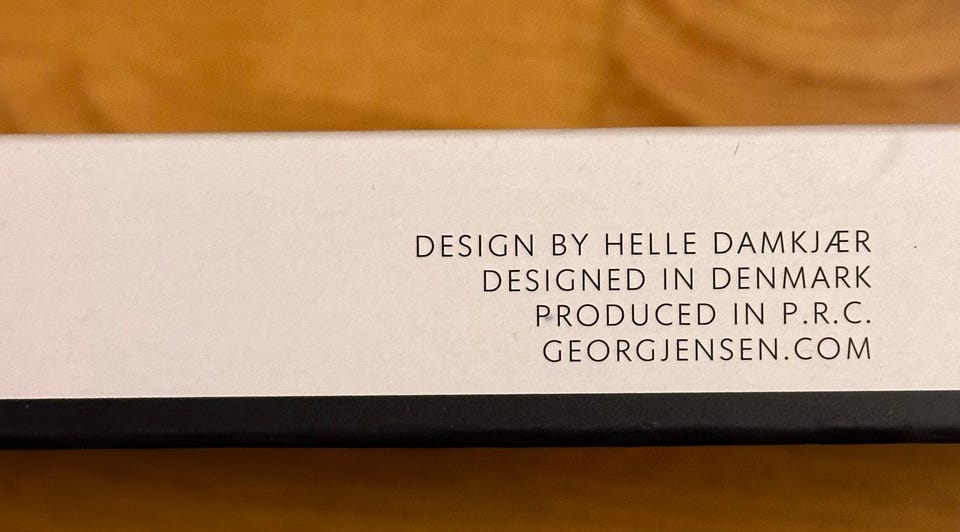 DESIGN BY HELLE DAMKJÆR
DESIGNED IN DENMARK
PRODUCED IN P.R.C.
GEORGJENSEN.COM